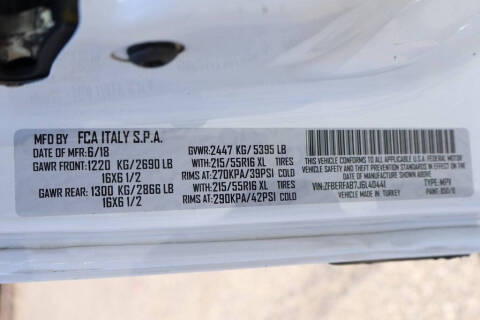 MFD BY FCA ITALY S.P.A.
DATE OF MFR:6/18 GVWR:2447 KG/5395 LB
GAWR FRONT:1220 KG/2690 LB WITH:215/55R16 XL TIRES
16X6 1/2 RIMS AT:270KPA/39PSI COLD
GAWR REAR:1300 KG/2866 LB WITH:215/55R16 XL TIRES
16X6 1/2 RIMS AT:290KPA/42PSI COLD
THIS VEHICLE CONFORMS TO ALL APPLICABLE U.S.A.
FEDERAL MOTOR VEHICLE SAFETY, BUMPER, AND
THEFT PREVENTION STANDARDS IN EFFECT ON THE DATE
OF MANUFACTURE SHOWN ABOVE.
TYPE: MPV
VEHICLE MADE IN: TURKEY PAINT: